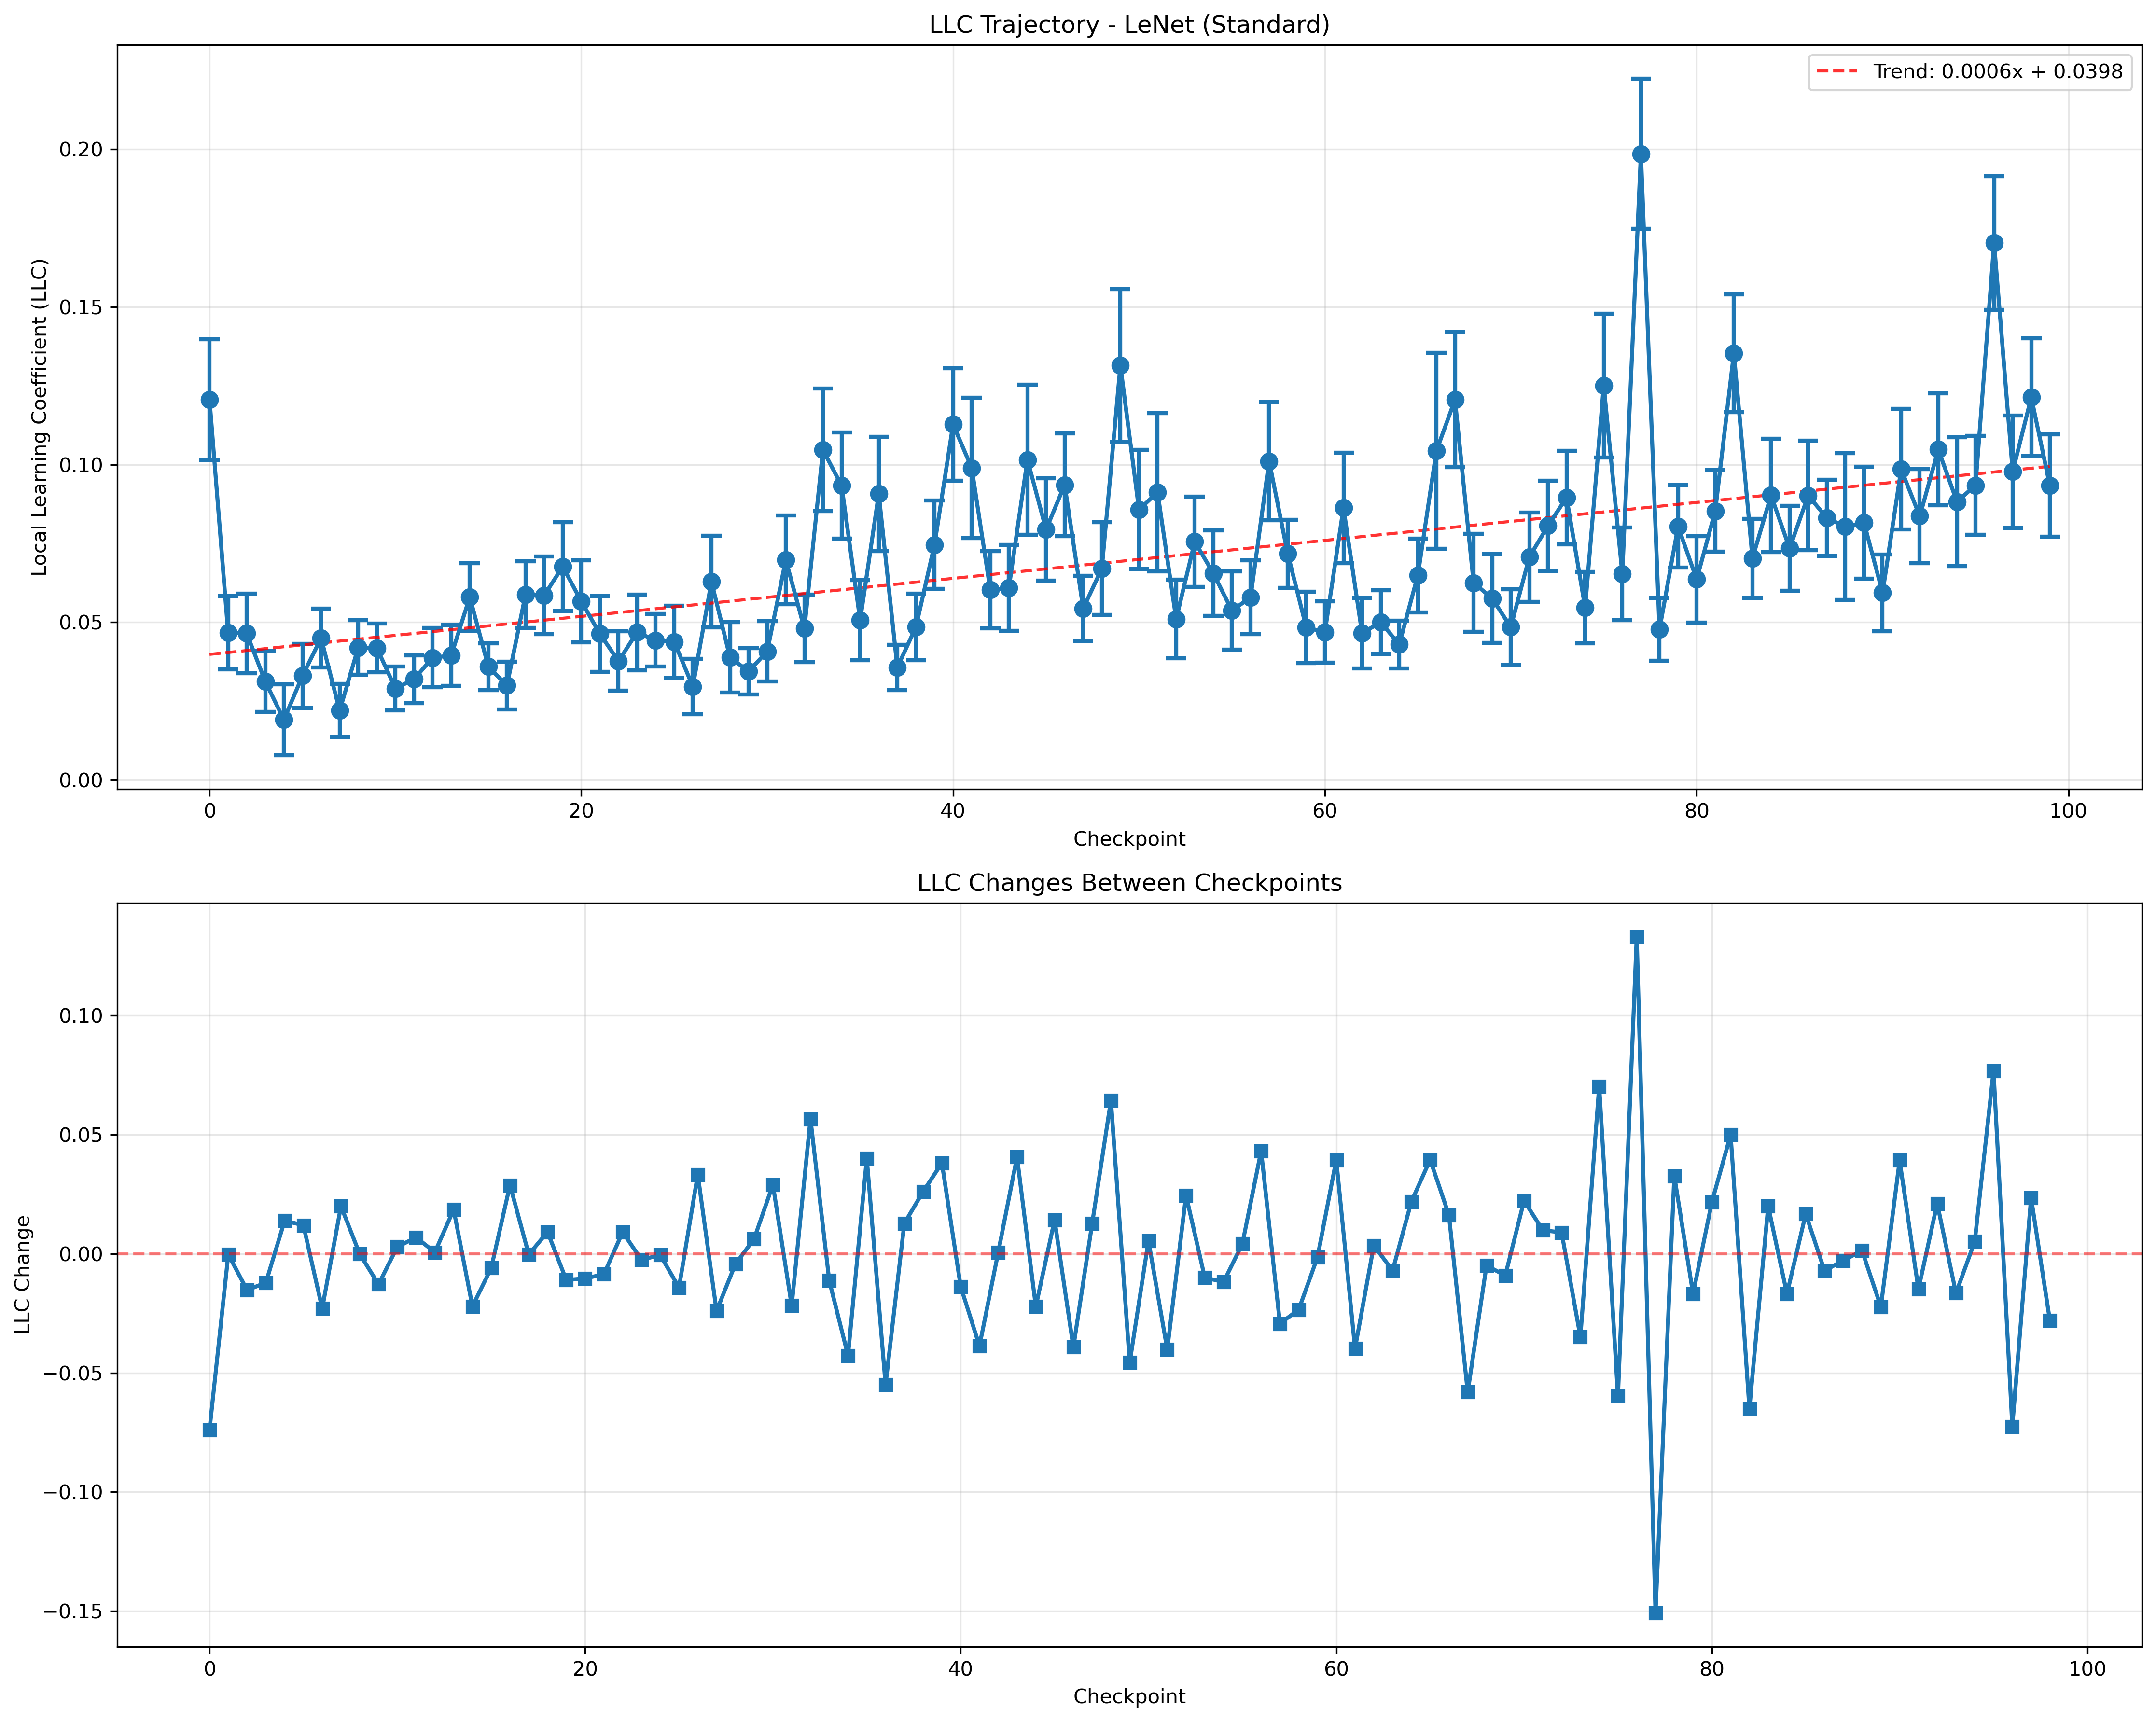 LLC Trajectory - LeNet (Standard)
Trend: 0.0006x + 0.0398
Local Learning Coefficient (LLC)
0.20
0.15
0.10
0.05
0.00
0 20 40 60 80 100
Checkpoint
LLC Changes Between Checkpoints
LLC Change
0.10
0.05
0.00
−0.05
−0.10
−0.15
0 20 40 60 80 100
Checkpoint